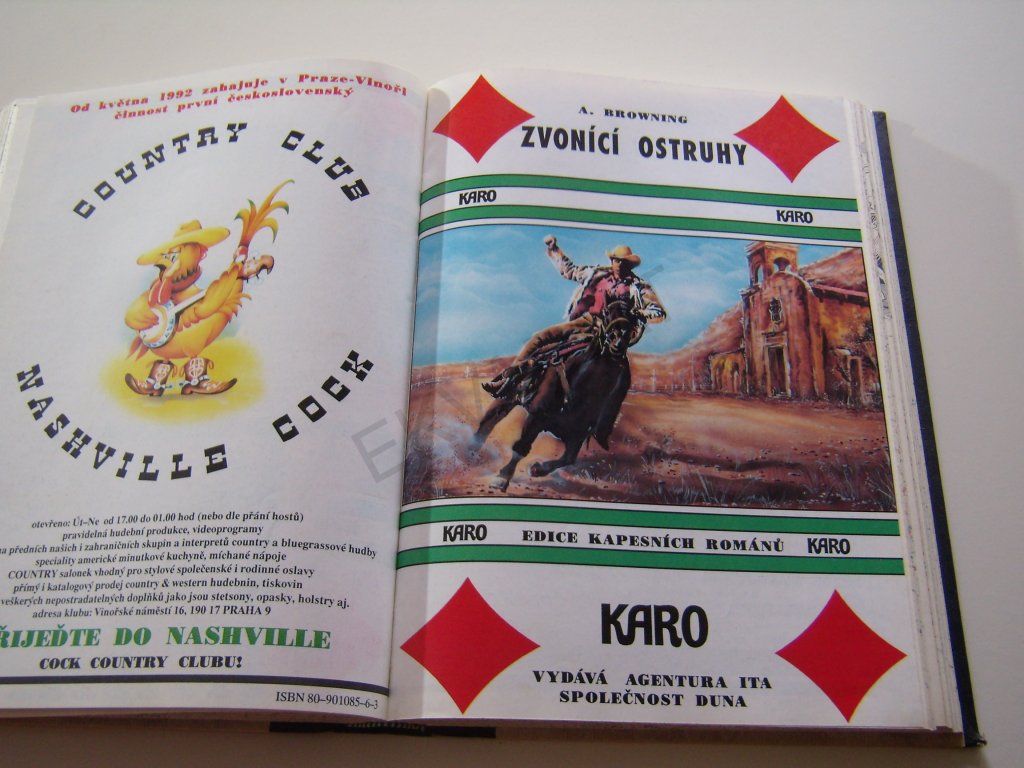 Od května 1992 zahajuje v Praze-Vinoři
činnost první československý
COUNTRY CLUB
NASHVILLE COCK
otevřeno: Út–Ne od 17.00 do 01.00 hod (nebo dle přání hostů)
pravidelná hudební produkce, videoprogramy
předních našich i zahraničních skupin a interpretů country a bluegrassové hudby
speciality americké minutkové kuchyně, míchané nápoje
COUNTRY salonek vhodný pro stylové společenské i rodinné oslavy
přímý i katalogový prodej country & western hudebnin, tiskovin
veškerých nepostradatelných doplňků jako jsou stetsony, opasky, holstry aj.
adresa klubu: Vinořské náměstí 16, 190 17 PRAHA 9
ŘIJEĎTE DO NASHVILLE
COCK COUNTRY CLUBU!
ISBN 80–901085–6–3
A. BROWNING
ZVONÍCÍ OSTRUHY
KARO
KARO
KARO EDICE KAPESNÍCH ROMÁNŮ KARO
KARO
VYDÁVÁ AGENTURA ITA
SPOLEČNOST DUNA